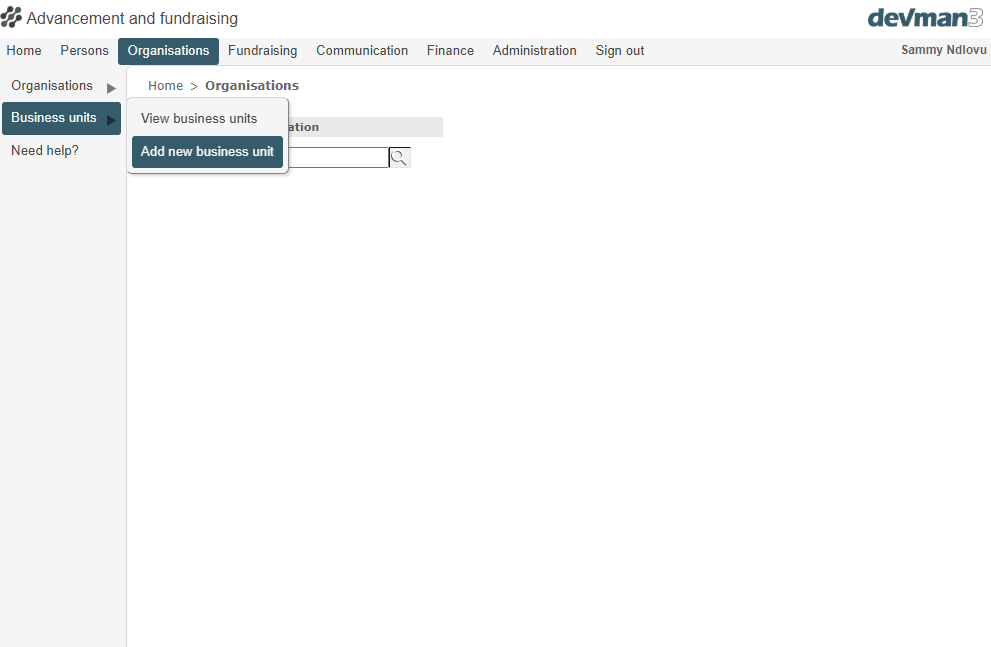 Advancement and fundraising
devman3
Home Persons Organisations Fundraising Communication Finance Administration Sign out Sammy Ndlovu
Organisations
Home > Organisations
Business units
View business units
Add new business unit
Need help?